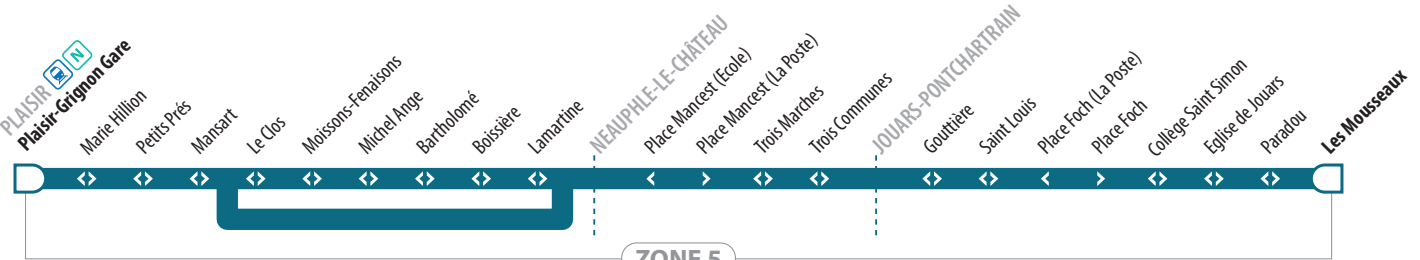 PLAISIR N
Plaisir-Grignon Gare
Marie Hillion
Petits Prés
Mansart
Le Clos
Moissons-Fenaisons
Michel Ange
Bartholomé
Boissière
Lamartine
NEAUPHLE-LE-CHÂTEAU
Place Mancest (Ecole)
Place Mancest (La Poste)
Trois Marches
Trois Communes
JOUARS-PONTCHARTRAIN
Gouttière
Saint Louis
Place Foch (La Poste)
Place Foch
Collège Saint Simon
Eglise de Jouars
Paradou
Les Mousseaux
ZONE 5